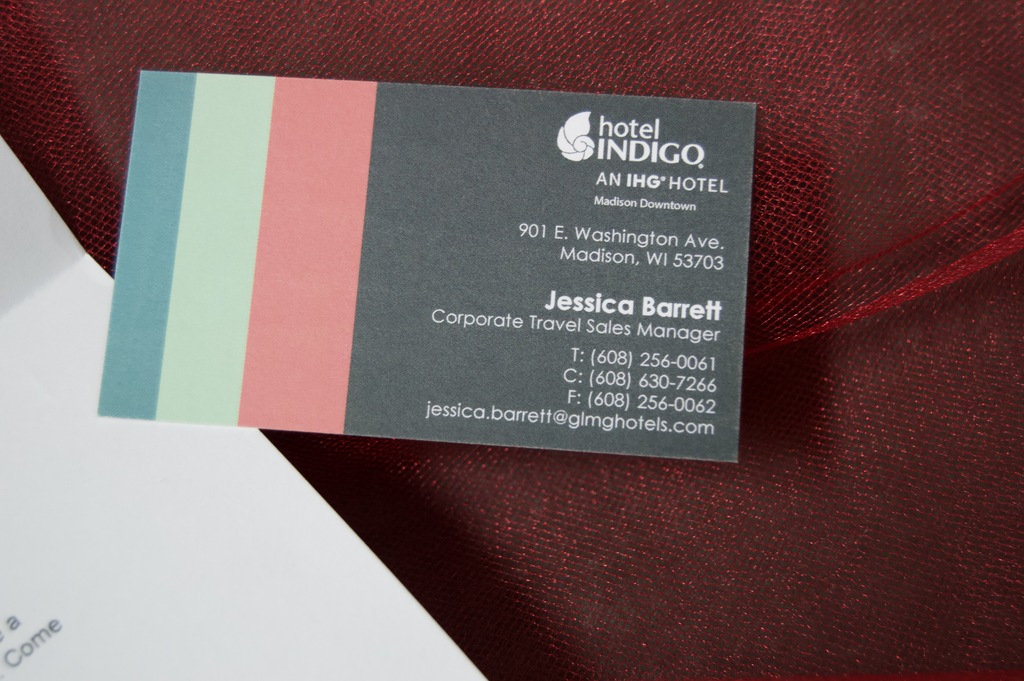 hotel
INDIGO
AN IHG® HOTEL
Madison Downtown
901 E. Washington Ave.
Madison, WI 53703
Jessica Barrett
Corporate Travel Sales Manager
T: (608) 256-0061
C: (608) 630-7266
F: (608) 256-0062
jessica.barrett@glmghotels.com
a
Come